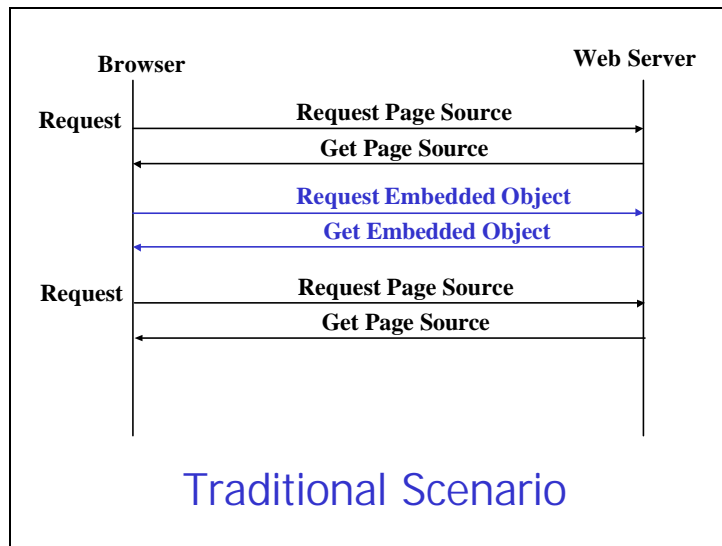 Browser
Web Server
Request
Request Page Source
Get Page Source
Request Embedded Object
Get Embedded Object
Request
Request Page Source
Get Page Source
Traditional Scenario